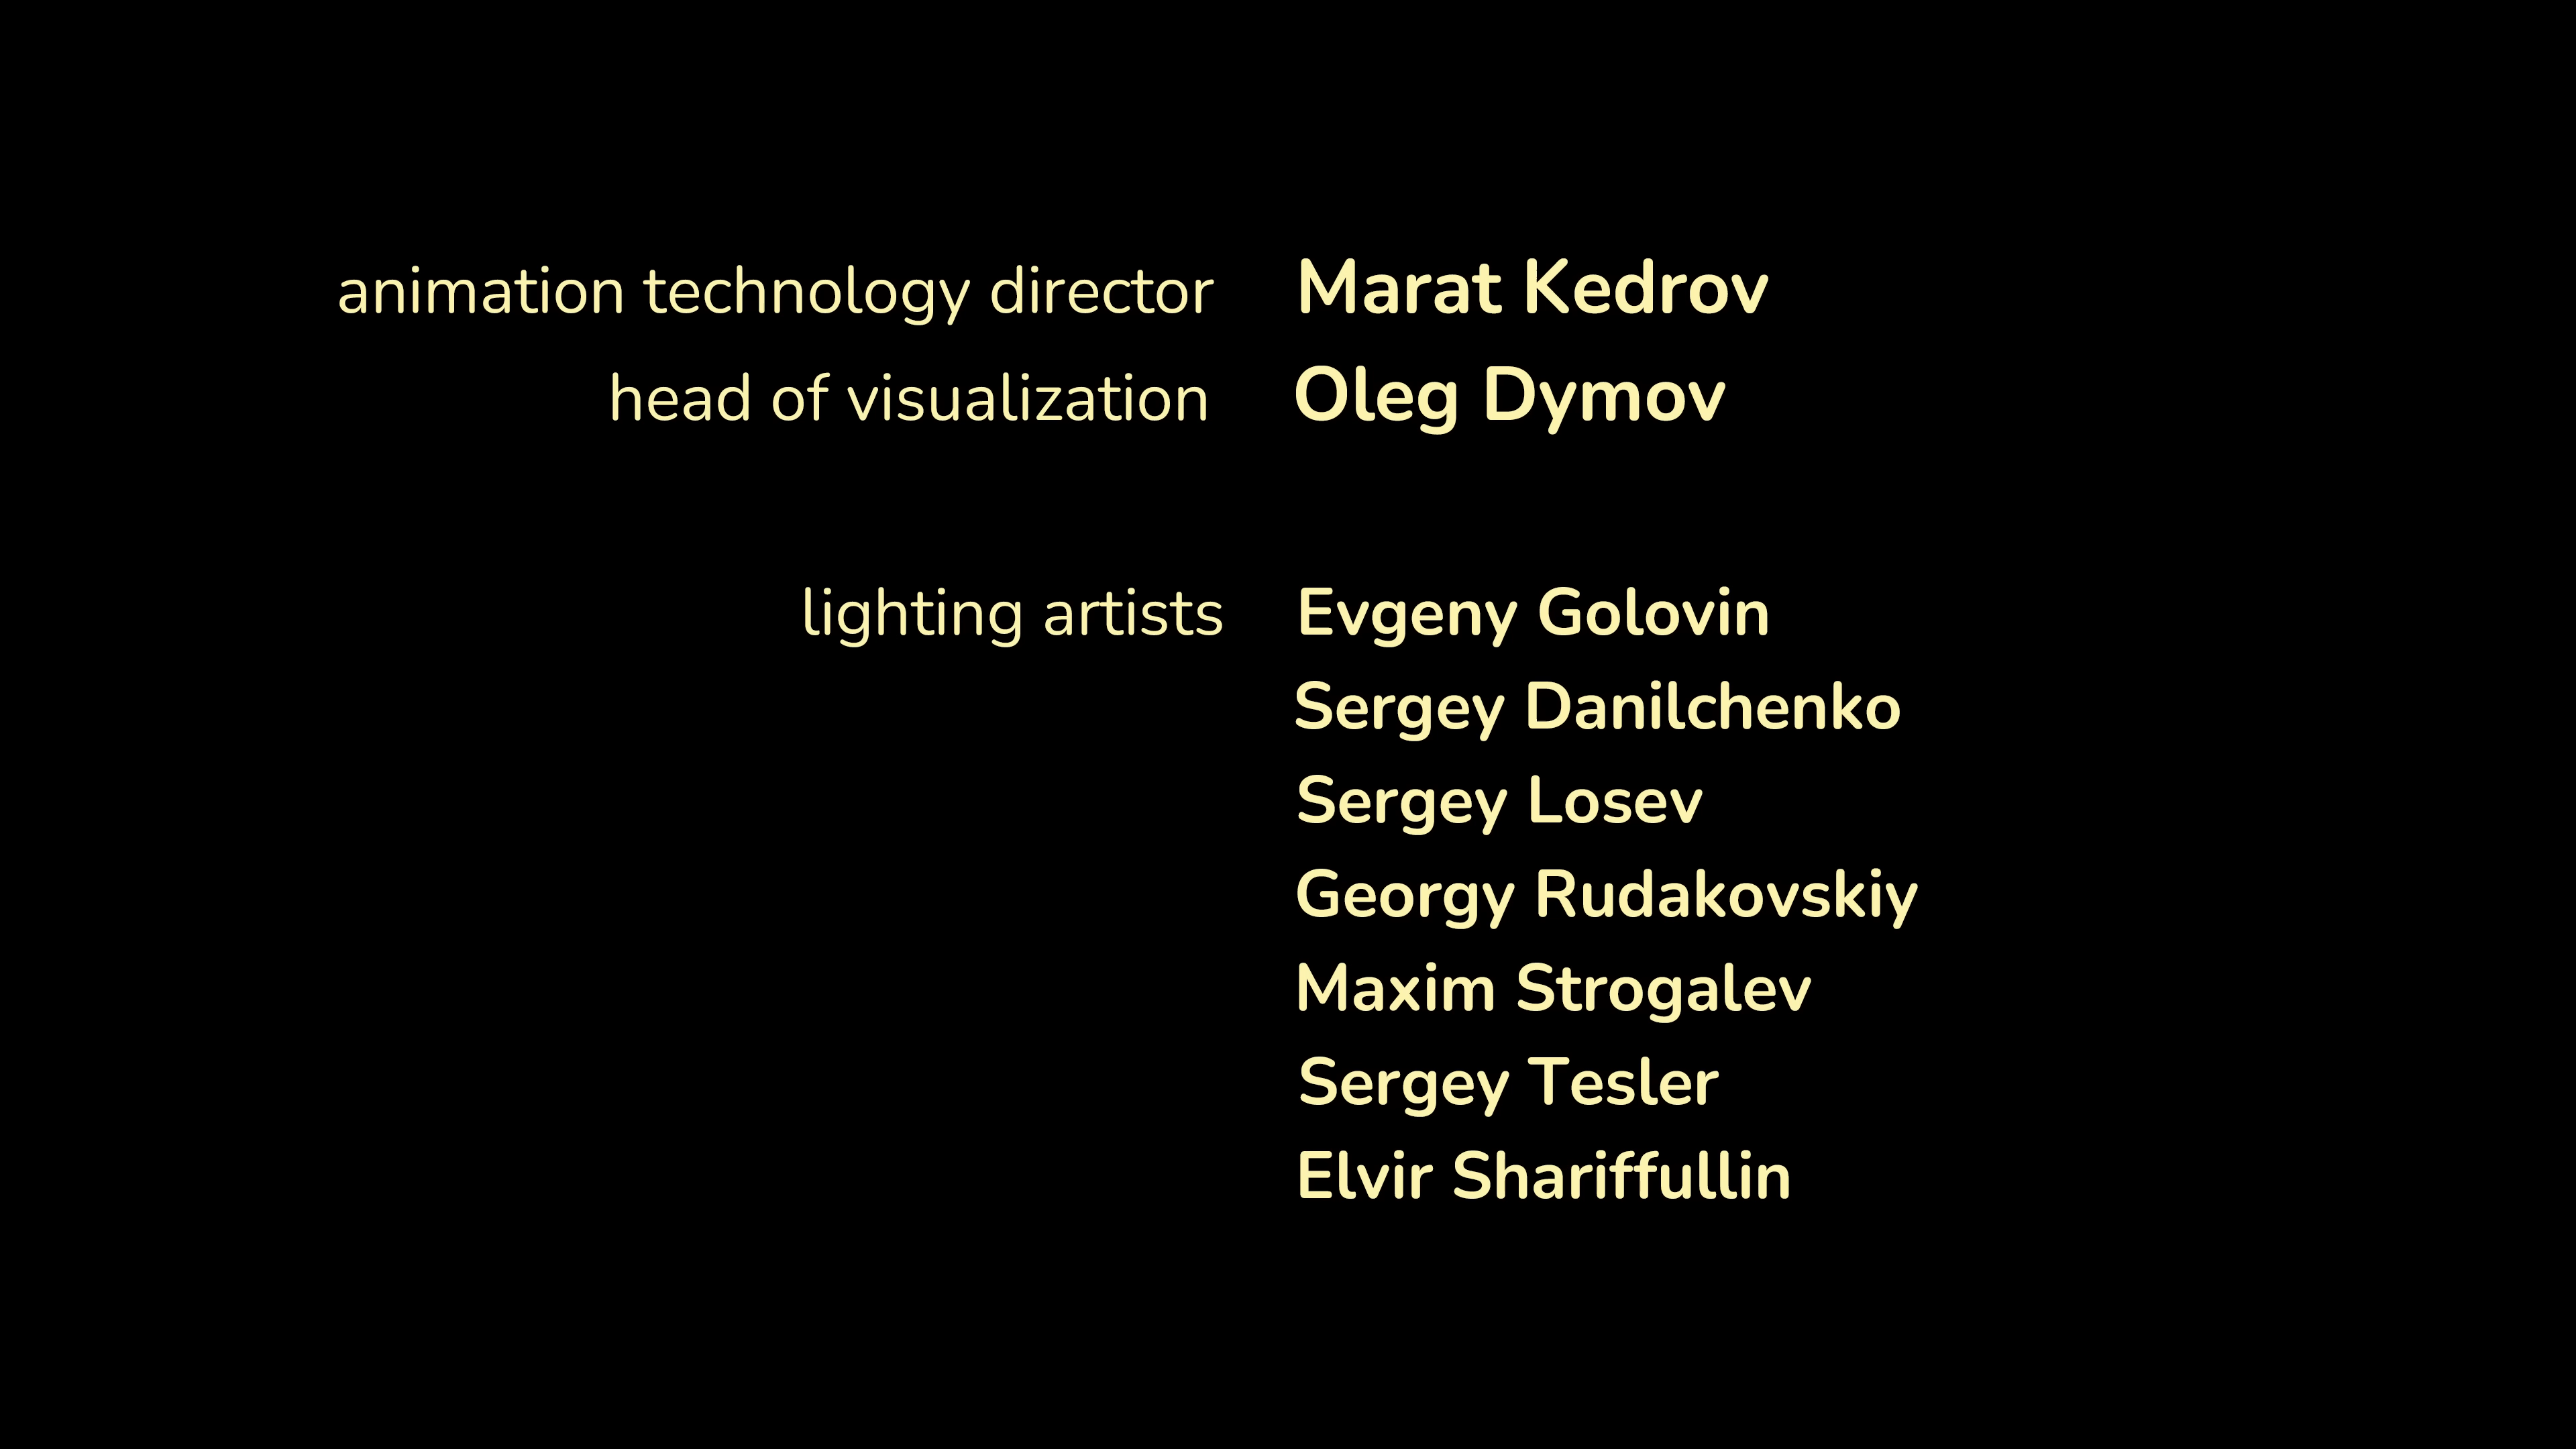 animation technology director Marat Kedrov
head of visualization Oleg Dymov
lighting artists Evgeny Golovin
Sergey Danilchenko
Sergey Losev
Georgy Rudakovskiy
Maxim Strogalev
Sergey Tesler
Elvir Shariffullin